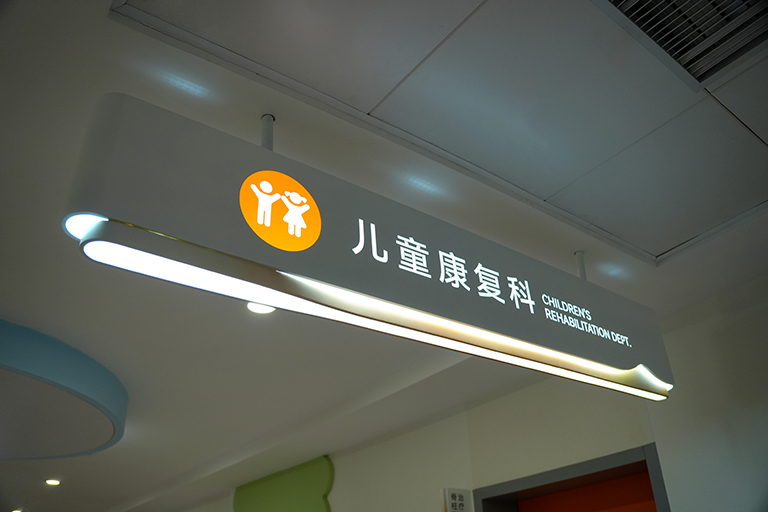 儿童康复科
CHILDREN'S
REHABILITATION DEPT.